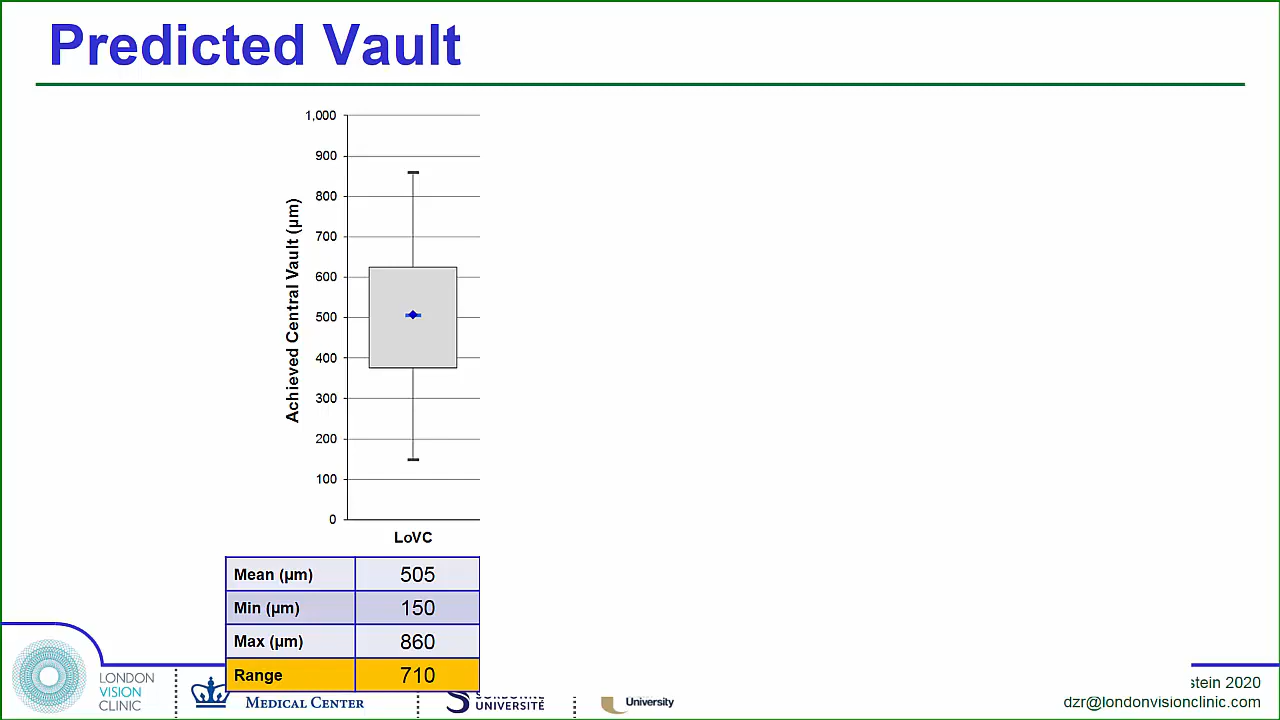 Predicted Vault
1,000
900
800
700
600
500
400
300
200
100
0
Achieved Central Vault (µm)
LoVC
Mean (µm) 505
Min (µm) 150
Max (µm) 860
Range 710
LONDON
VISION
CLINIC
MEDICAL CENTER
SORBONNE
UNIVERSITÉ
University
stein 2020
dzr@londonvisionclinic.com